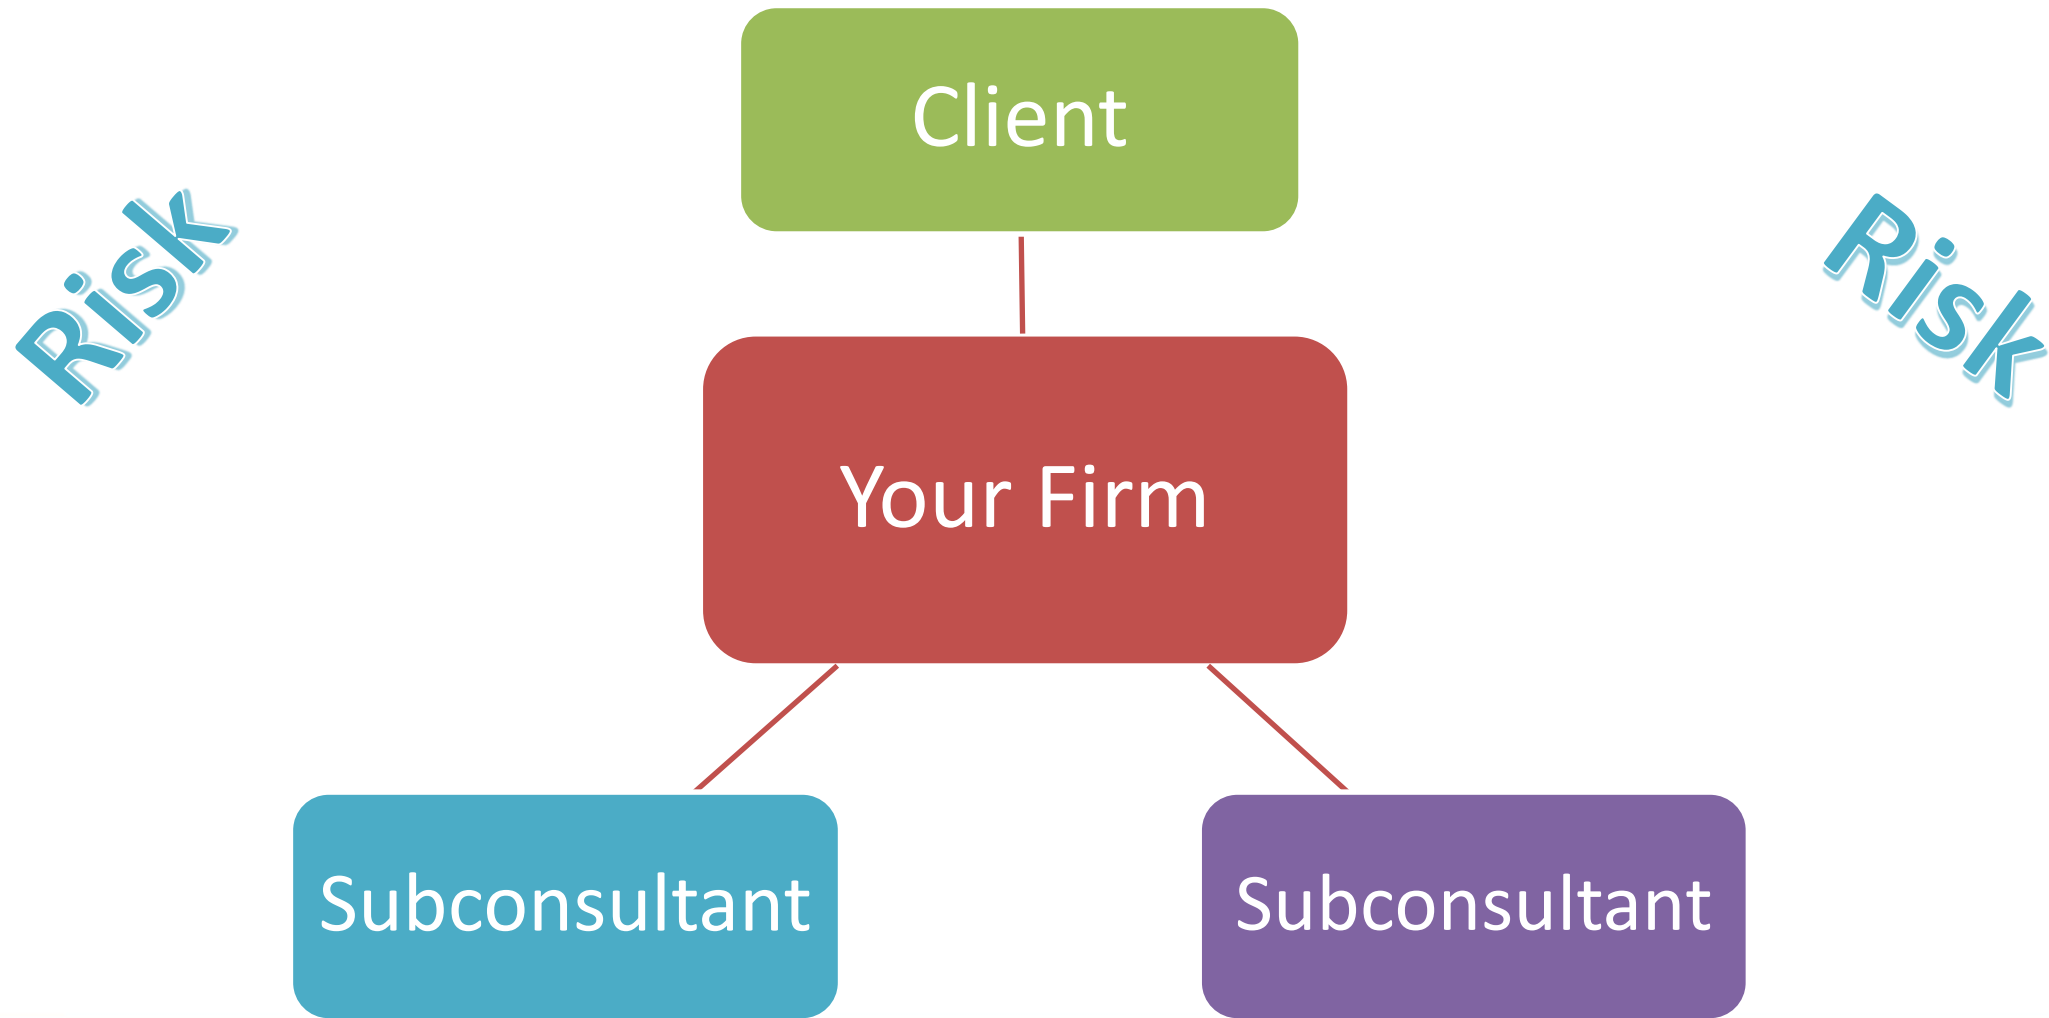 Client
Risk
Risk
Your Firm
Subconsultant
Subconsultant